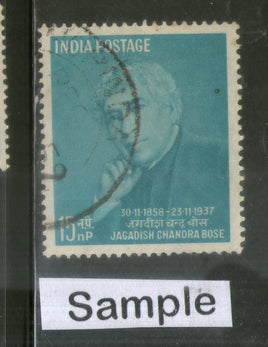 INDIA POSTAGE
30-11-1858-23-11-1937
जगदीश चन्द्र बोस
15 न.पै. JAGADISH CHANDRA BOSE
nP
Sample